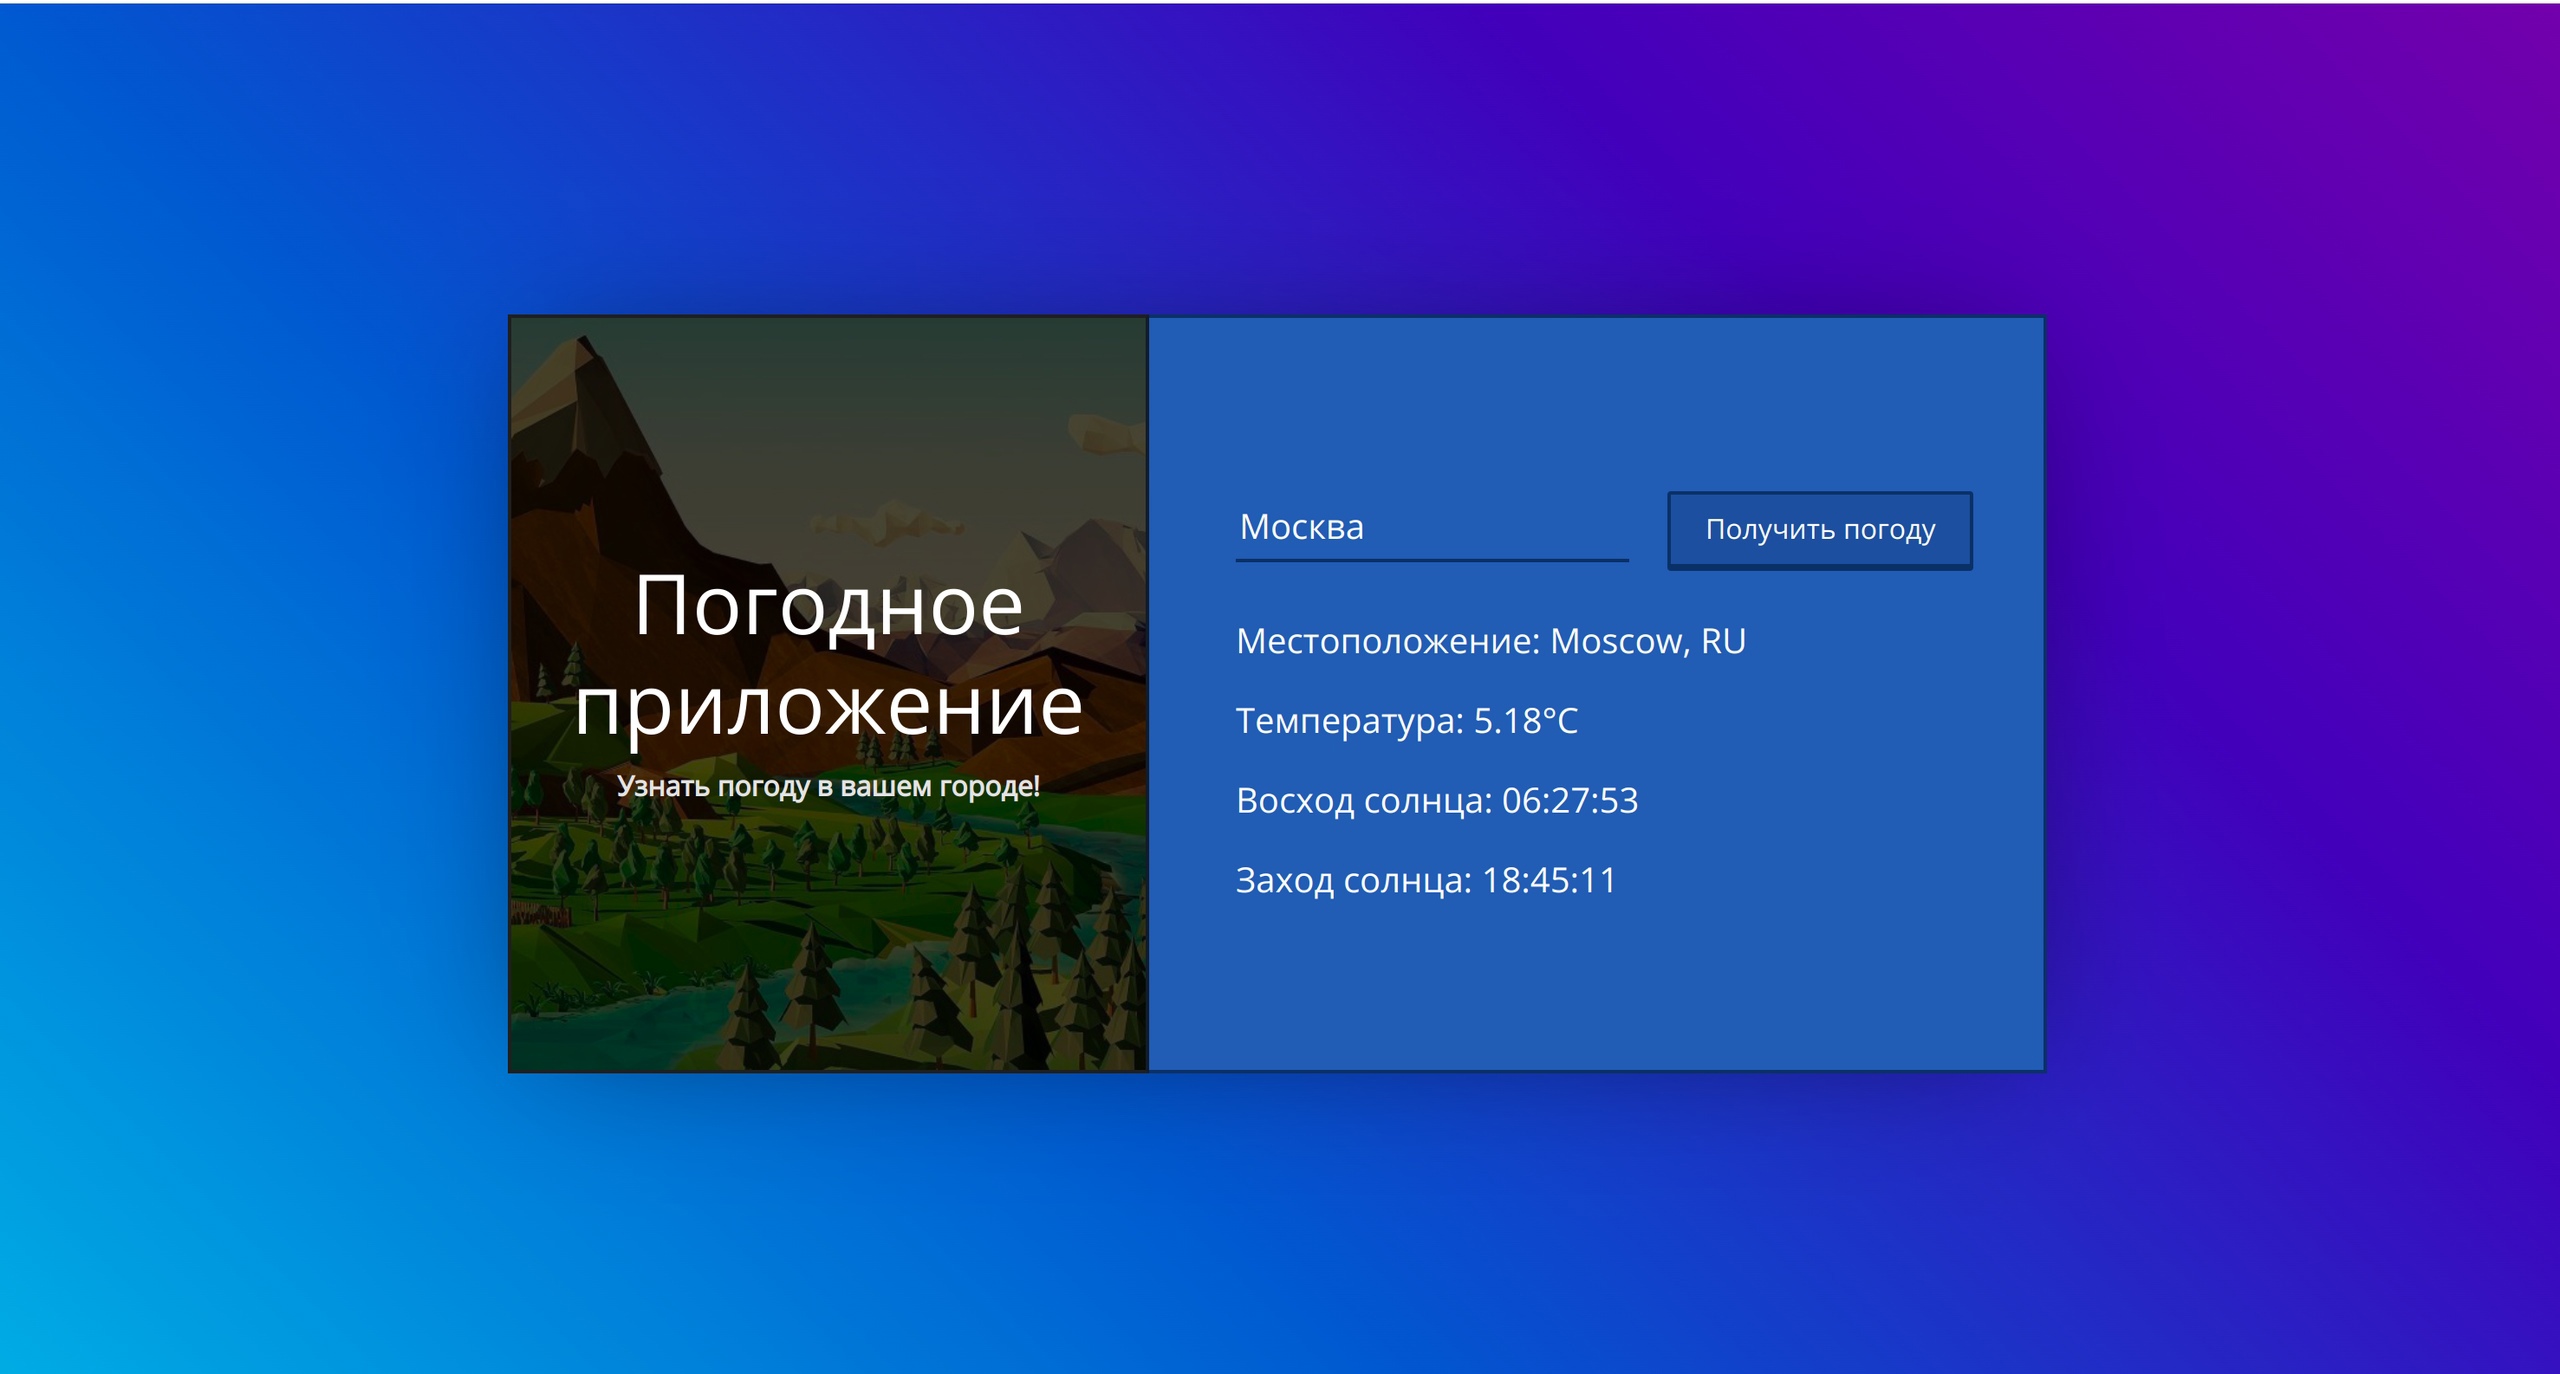 Погодное
приложение
Узнать погоду в вашем городе!
Москва
Получить погоду
Местоположение: Moscow, RU
Температура: 5.18°C
Восход солнца: 06:27:53
Заход солнца: 18:45:11